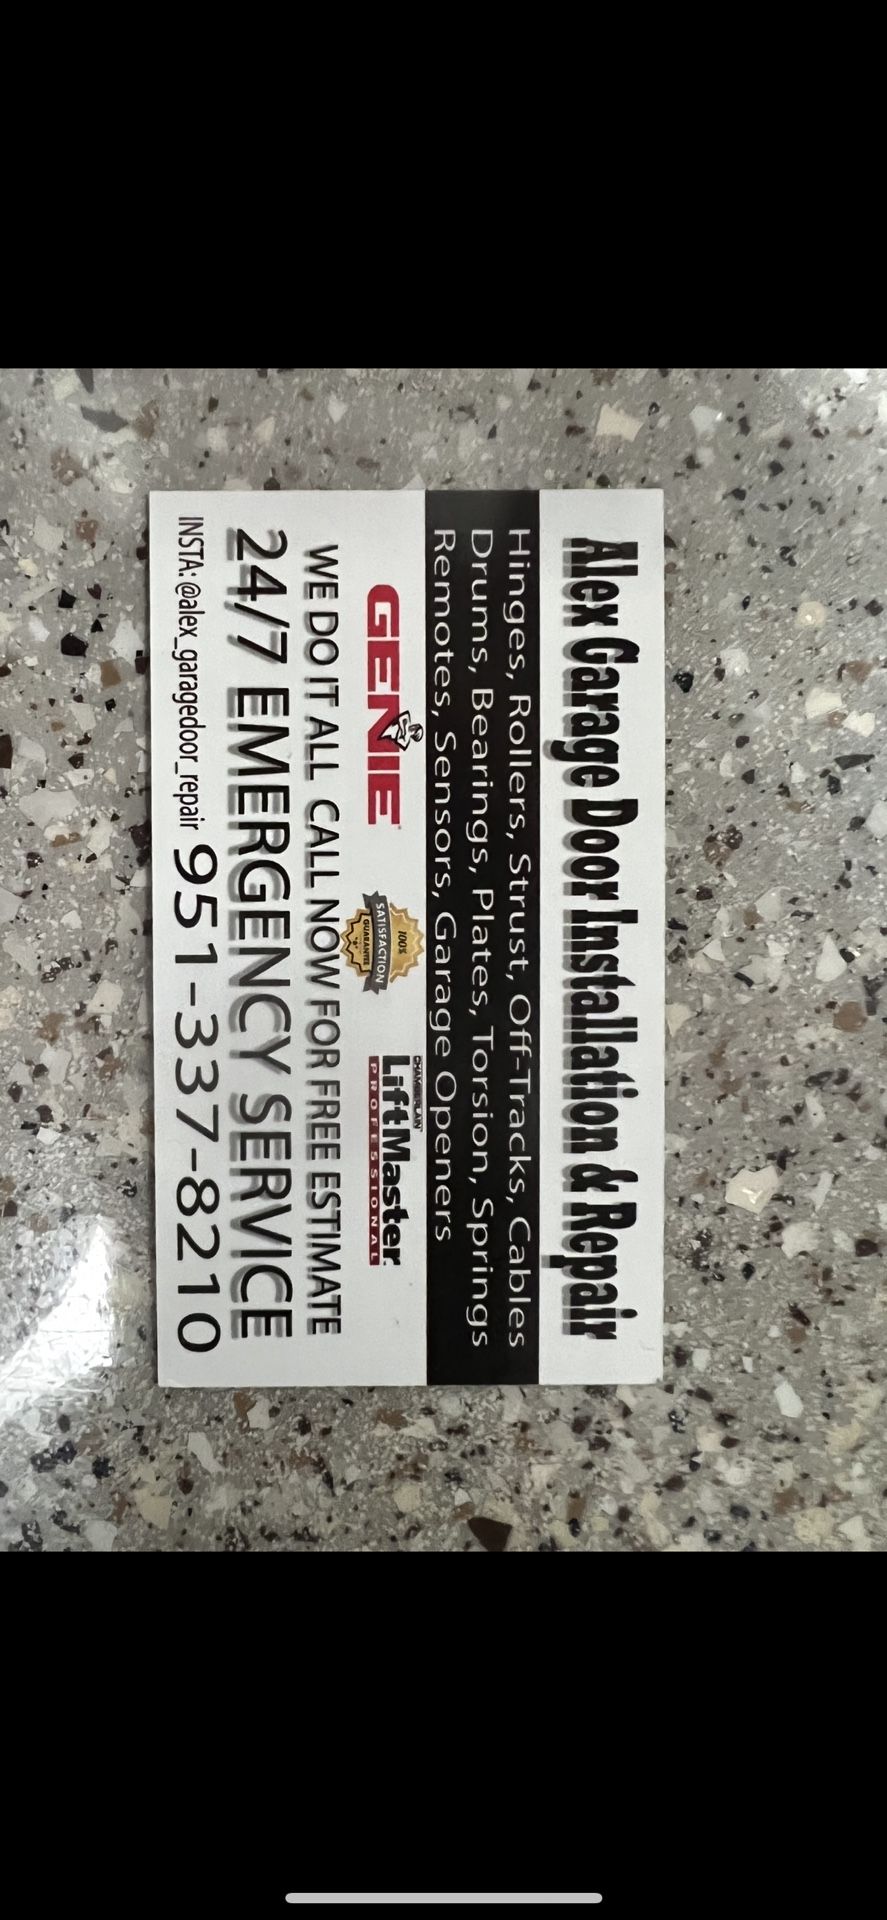 Alex Garage Door Installation & Repair
Hinges, Rollers, Strust, Off-Tracks, Cables
Drums, Bearings, Plates, Torsion, Springs
Remotes, Sensors, Garage Openers
GENIE
100%
SATISFACTION
GUARANTEE
CHAMBERLAIN
LiftMaster
PROFESSIONAL
WE DO IT ALL CALL NOW FOR FREE ESTIMATE
24/7 EMERGENCY SERVICE
INSTA: @alex_garagedoor_repair 951-337-8210